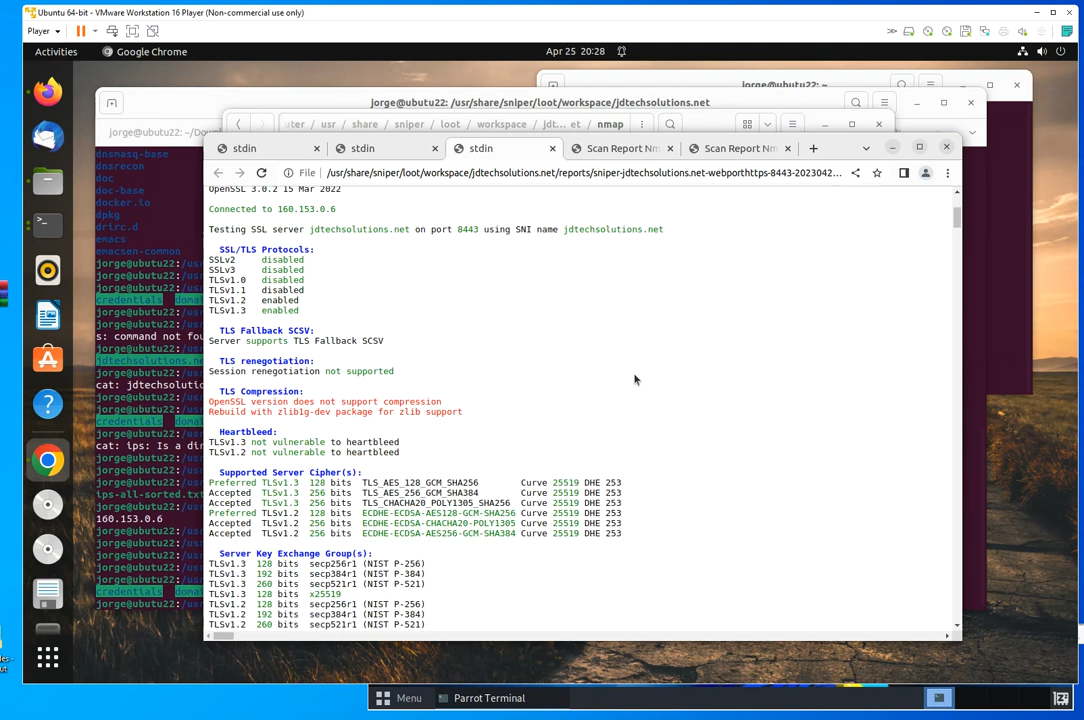 Ubuntu 64-bit - VMware Workstation 16 Player (Non-commercial use only)
Player
Activities
Google Chrome
Apr 25 20:28
jorge@ubutu22: ~
jorge@ubutu22: /usr/share/sniper/loot/workspace/jdtechsolutions.net
jorge@ubutu22: ~/Dow
uter / usr / share / sniper / loot / workspace / jdt... et / nmap
stdin
stdin
stdin
Scan Report Nm
Scan Report Nm
File /usr/share/sniper/loot/workspace/jdtechsolutions.net/reports/sniper-jdtechsolutions.net-webporthttps-8443-2023042...
dnsmasq-base
dnsrecon
doc
doc-base
docker.io
dpkg
drirc.d
emacs
emacsen-common
jorge@ubutu22:/us
jorge@ubutu22:/us
jorge@ubutu22:/us
credentials doma
jorge@ubutu22:/us
jorge@ubutu22:/us
s: command not fou
jorge@ubutu22:/us
jdtechsolutions.ne
jorge@ubutu22:/us
cat: jdtechsolutio
jorge@ubutu22:/us
jorge@ubutu22:/us
credentials doma
jorge@ubutu22:/us
cat: ips: Is a dir
jorge@ubutu22:/us
jorge@ubutu22:/us
ips-all-sorted.txt
jorge@ubutu22:/us
160.153.0.6
jorge@ubutu22:/us
credentials doma
jorge@ubutu22:/us
OpenSSL 3.0.2 15 Mar 2022
Connected to 160.153.0.6
Testing SSL server jdtechsolutions.net on port 8443 using SNI name jdtechsolutions.net
SSL/TLS Protocols:
SSLv2 disabled
SSLv3 disabled
TLSv1.0 disabled
TLSv1.1 disabled
TLSv1.2 enabled
TLSv1.3 enabled
TLS Fallback SCSV:
Server supports TLS Fallback SCSV
TLS renegotiation:
Session renegotiation not supported
TLS Compression:
OpenSSL version does not support compression
Rebuild with zlib1g-dev package for zlib support
Heartbleed:
TLSv1.3 not vulnerable to heartbleed
TLSv1.2 not vulnerable to heartbleed
Supported Server Cipher(s):
Preferred TLSv1.3 128 bits TLS_AES_128_GCM_SHA256 Curve 25519 DHE 253
Accepted TLSv1.3 256 bits TLS_AES_256_GCM_SHA384 Curve 25519 DHE 253
Accepted TLSv1.3 256 bits TLS_CHACHA20_POLY1305_SHA256 Curve 25519 DHE 253
Preferred TLSv1.2 128 bits ECDHE-ECDSA-AES128-GCM-SHA256 Curve 25519 DHE 253
Accepted TLSv1.2 256 bits ECDHE-ECDSA-CHACHA20-POLY1305 Curve 25519 DHE 253
Accepted TLSv1.2 256 bits ECDHE-ECDSA-AES256-GCM-SHA384 Curve 25519 DHE 253
Server Key Exchange Group(s):
TLSv1.3 128 bits secp256r1 (NIST P-256)
TLSv1.3 192 bits secp384r1 (NIST P-384)
TLSv1.3 260 bits secp521r1 (NIST P-521)
TLSv1.3 128 bits x25519
TLSv1.2 128 bits secp256r1 (NIST P-256)
TLSv1.2 192 bits secp384r1 (NIST P-384)
TLSv1.2 260 bits secp521r1 (NIST P-521)
Menu
Parrot Terminal